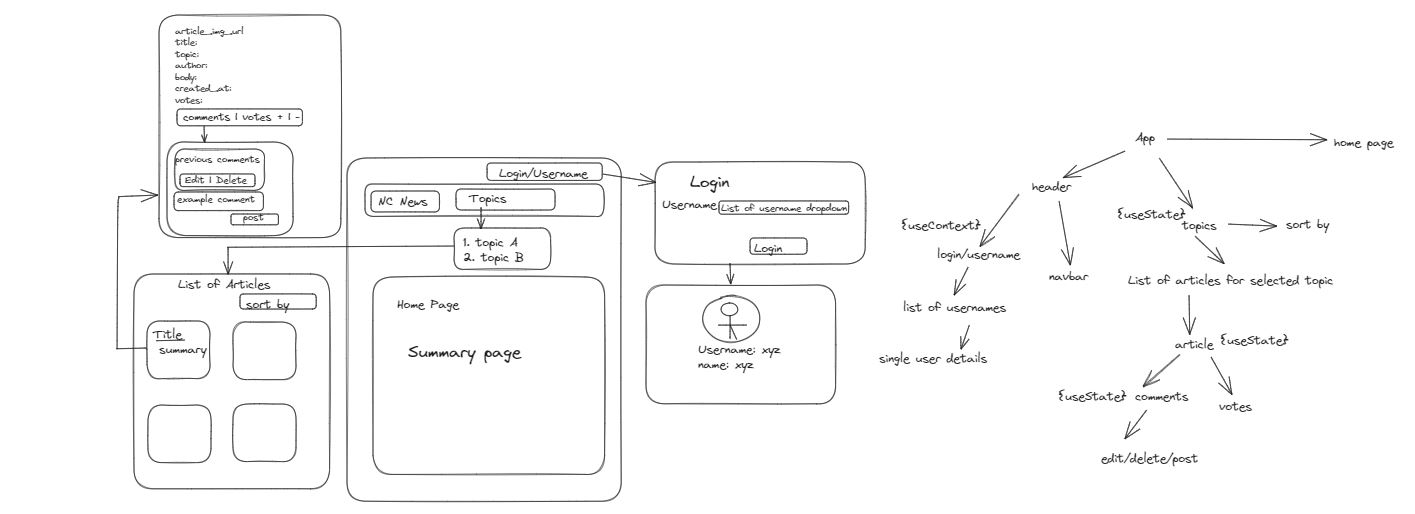 article_img_url
title:
topic:
author:
body:
created_at:
votes:
comments | votes + | -
previous comments
Edit | Delete
example comment
post
List of Articles
sort by
Title
summary
Login/Username
NC News
Topics
1. topic A
2. topic B
Home Page
Summary page
Login
Username
List of username dropdown
Login
Username: xyz
name: xyz
App
home page
header
{useContext}
login/username
navbar
list of usernames
single user details
{useState}
topics
sort by
List of articles for selected topic
article {useState}
{useState} comments
votes
edit/delete/post